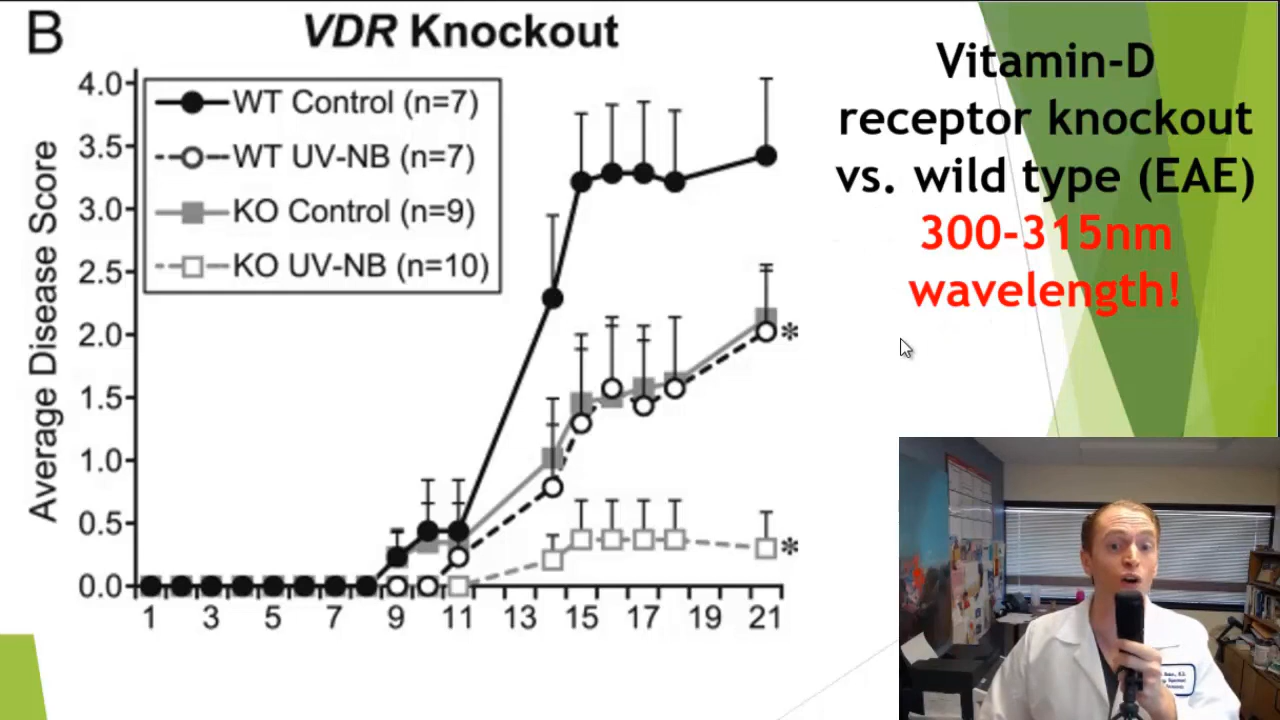 B
VDR Knockout
Average Disease Score
4.0
3.5
3.0
2.5
2.0
1.5
1.0
0.5
0.0
WT Control (n=7)
WT UV-NB (n=7)
KO Control (n=9)
KO UV-NB (n=10)
*
*
1 3 5 7 9 11 13 15 17 19 21
Vitamin-D
receptor knockout
vs. wild type (EAE)
300-315nm
wavelength!